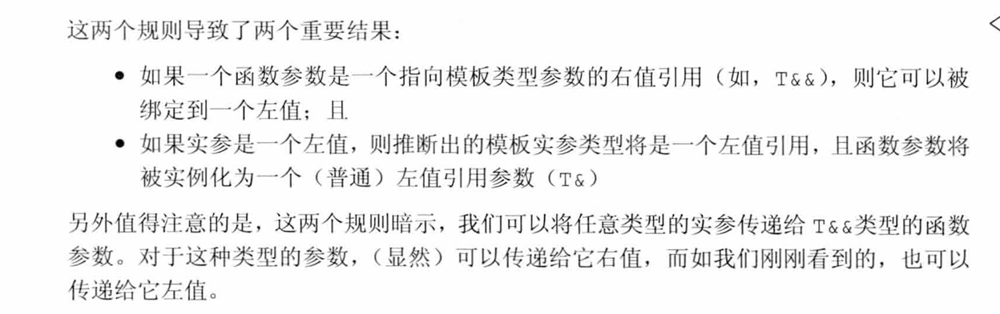 这两个规则导致了两个重要结果：
● 如果一个函数参数是一个指向模板类型参数的右值引用（如，T&&），则它可以被
绑定到一个左值；且
● 如果实参是一个左值，则推断出的模板实参类型将是一个左值引用，且函数参数将
被实例化为一个（普通）左值引用参数（T&）
另外值得注意的是，这两个规则暗示，我们可以将任意类型的实参传递给 T&&类型的函数
参数。对于这种类型的参数，（显然）可以传递给它右值，而如我们刚刚看到的，也可以
传递给它左值。